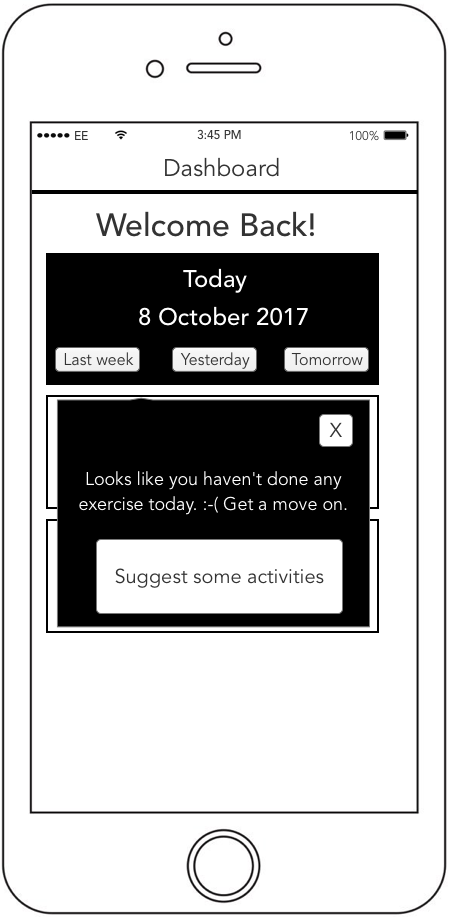 EE 3:45 PM 100%
Dashboard
Welcome Back!
Today
8 October 2017
Last week Yesterday Tomorrow
X
Looks like you haven't done any
exercise today. :-( Get a move on.
Suggest some activities